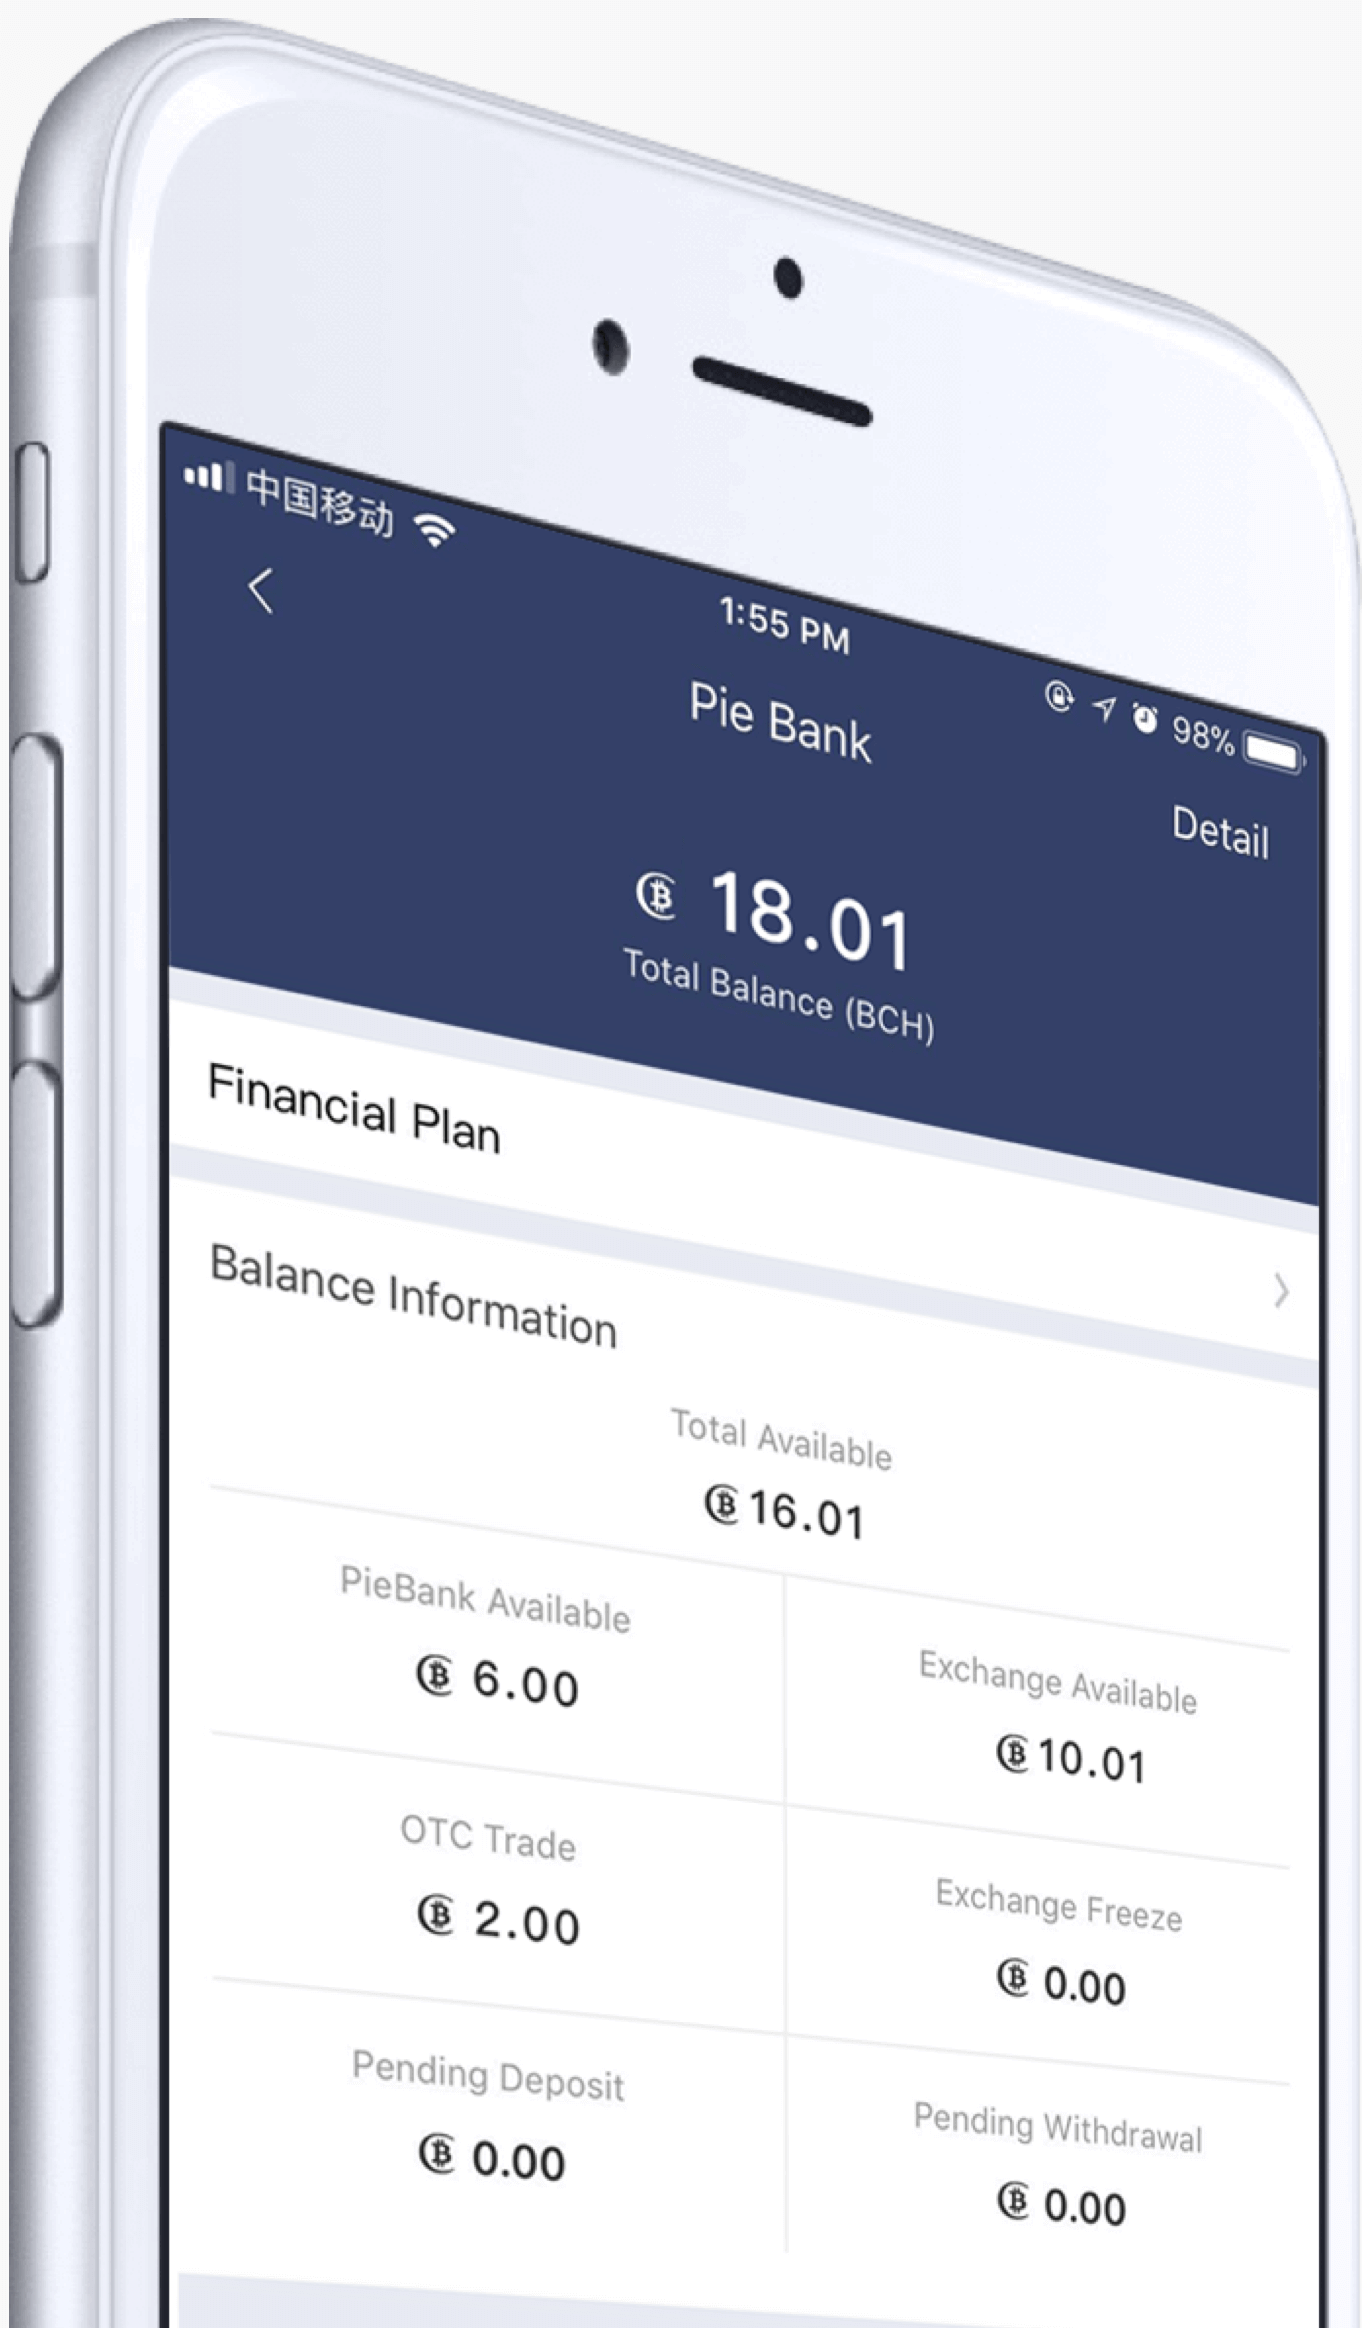 中国移动
1:55 PM
98%
Pie Bank
Detail
18.01
Total Balance (BCH)
Financial Plan
Balance Information
Total Available
16.01
PieBank Available
6.00
Exchange Available
10.01
OTC Trade
2.00
Exchange Freeze
0.00
Pending Deposit
0.00
Pending Withdrawal
0.00